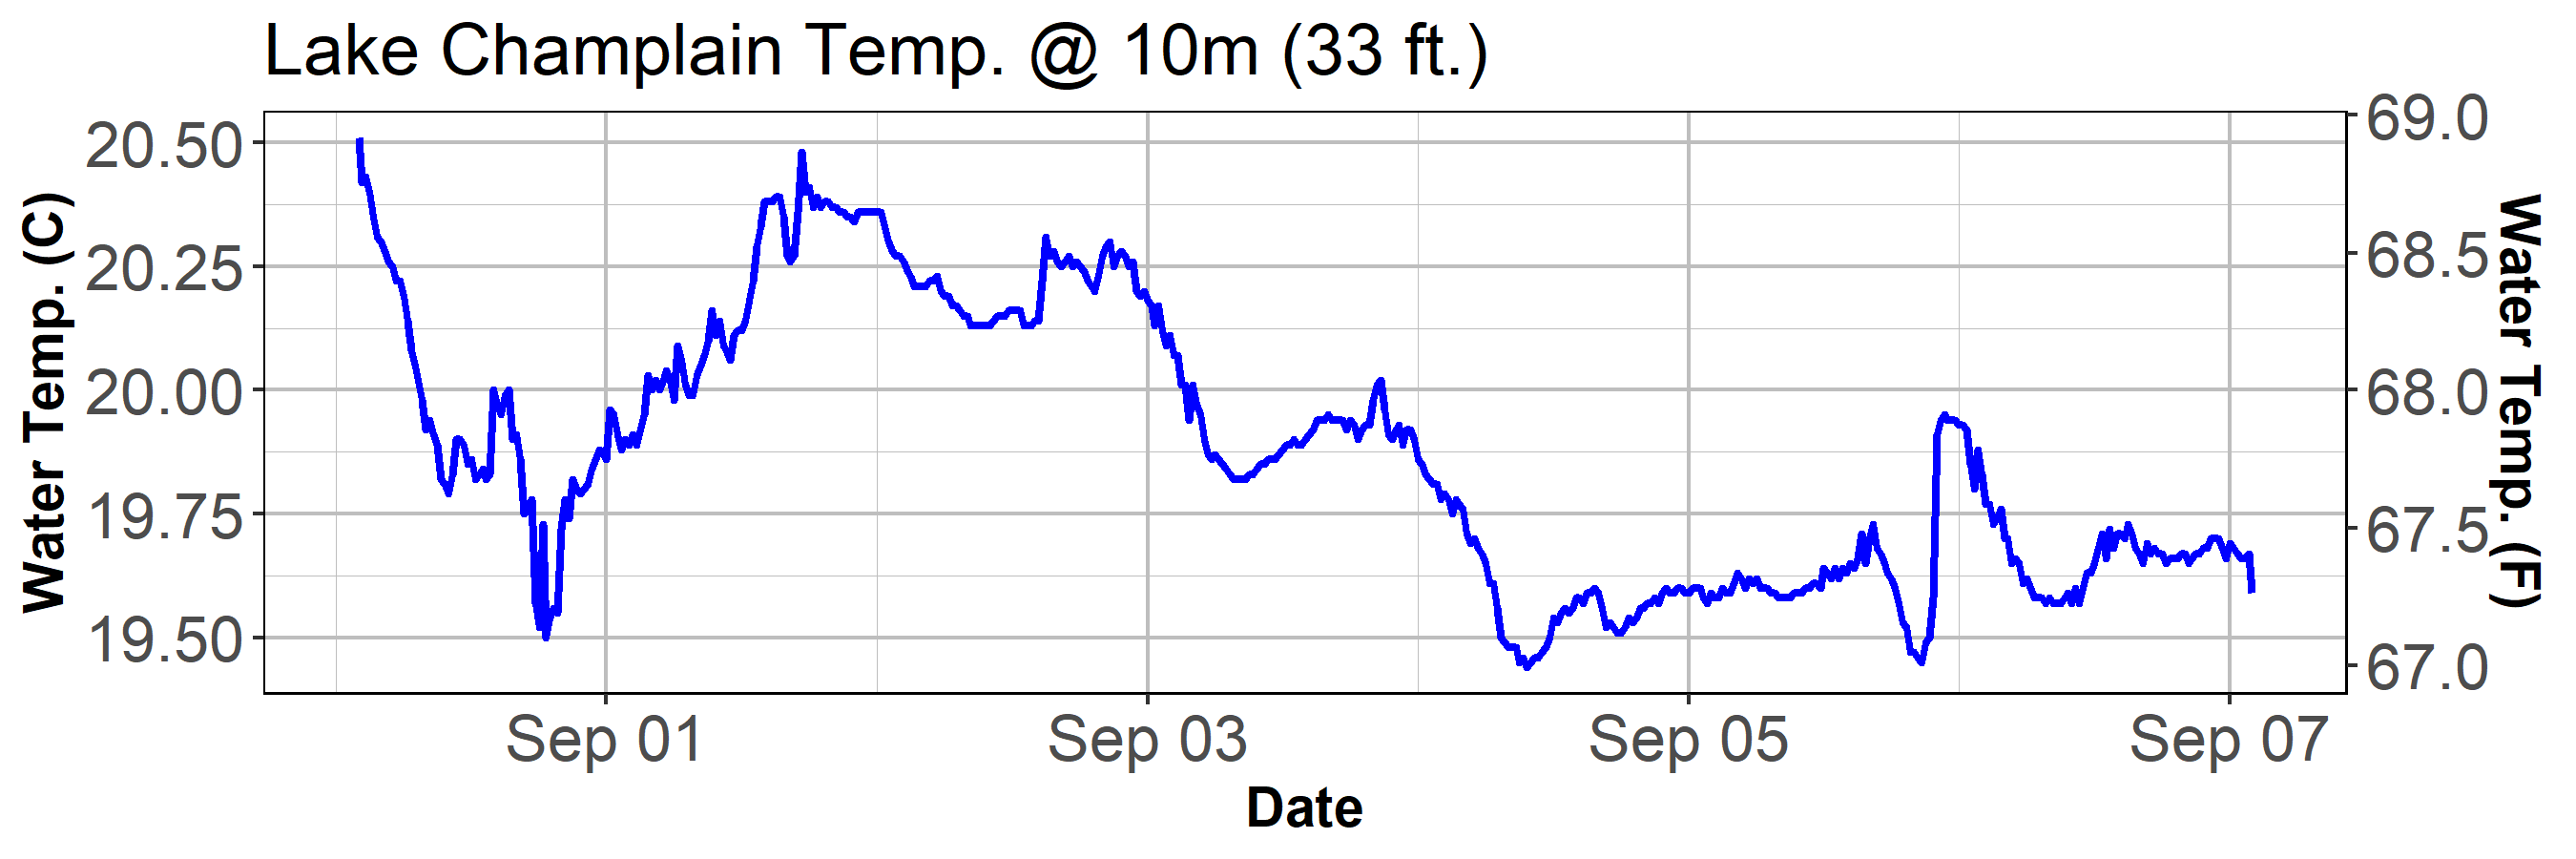 Lake Champlain Temp. @ 10m (33 ft.)
Water Temp. (C)
20.50
20.25
20.00
19.75
19.50
69.0
68.5
68.0
67.5
67.0
Water Temp. (F)
Sep 01 Sep 03 Sep 05 Sep 07
Date